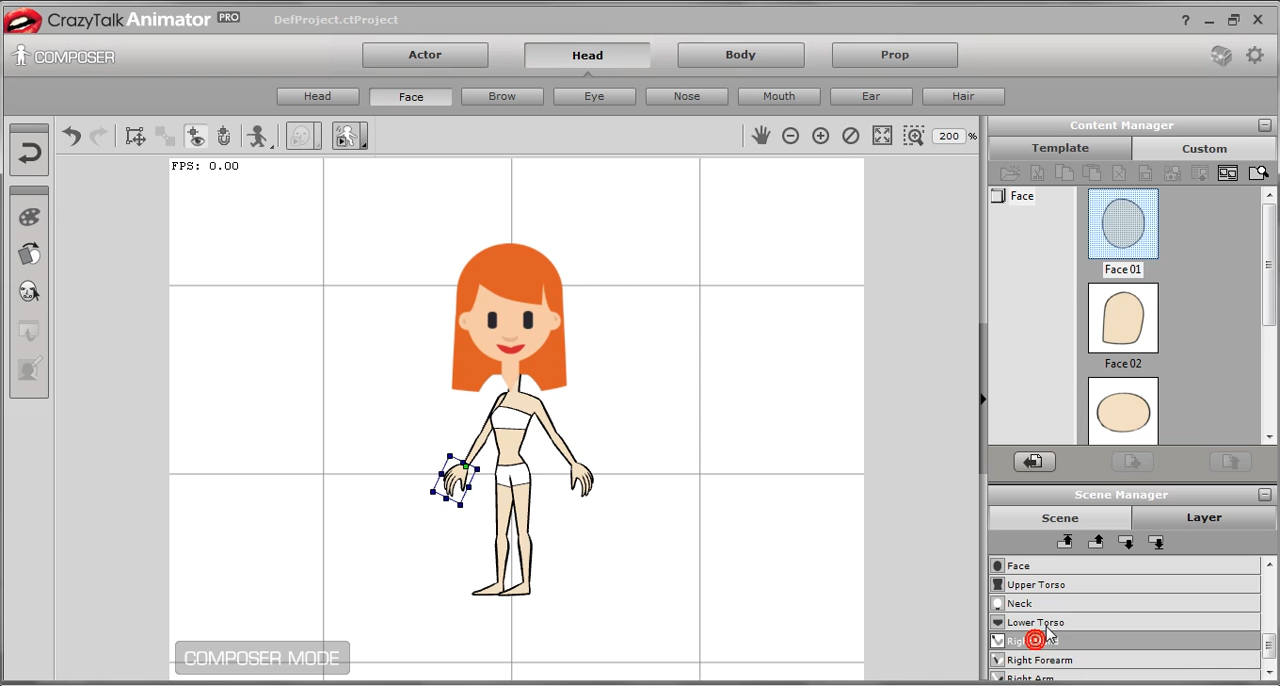 CrazyTalk Animator PRO DefProject.ctProject ?
COMPOSER Actor Head Body Prop
Head Face Brow Eye Nose Mouth Ear Hair
200 %
FPS: 0.00
Content Manager
Template Custom
Face
Face 01
Face 02
Scene Manager
Scene Layer
Face
Upper Torso
Neck
Lower Torso
Right Forearm
Right Arm
COMPOSER MODE